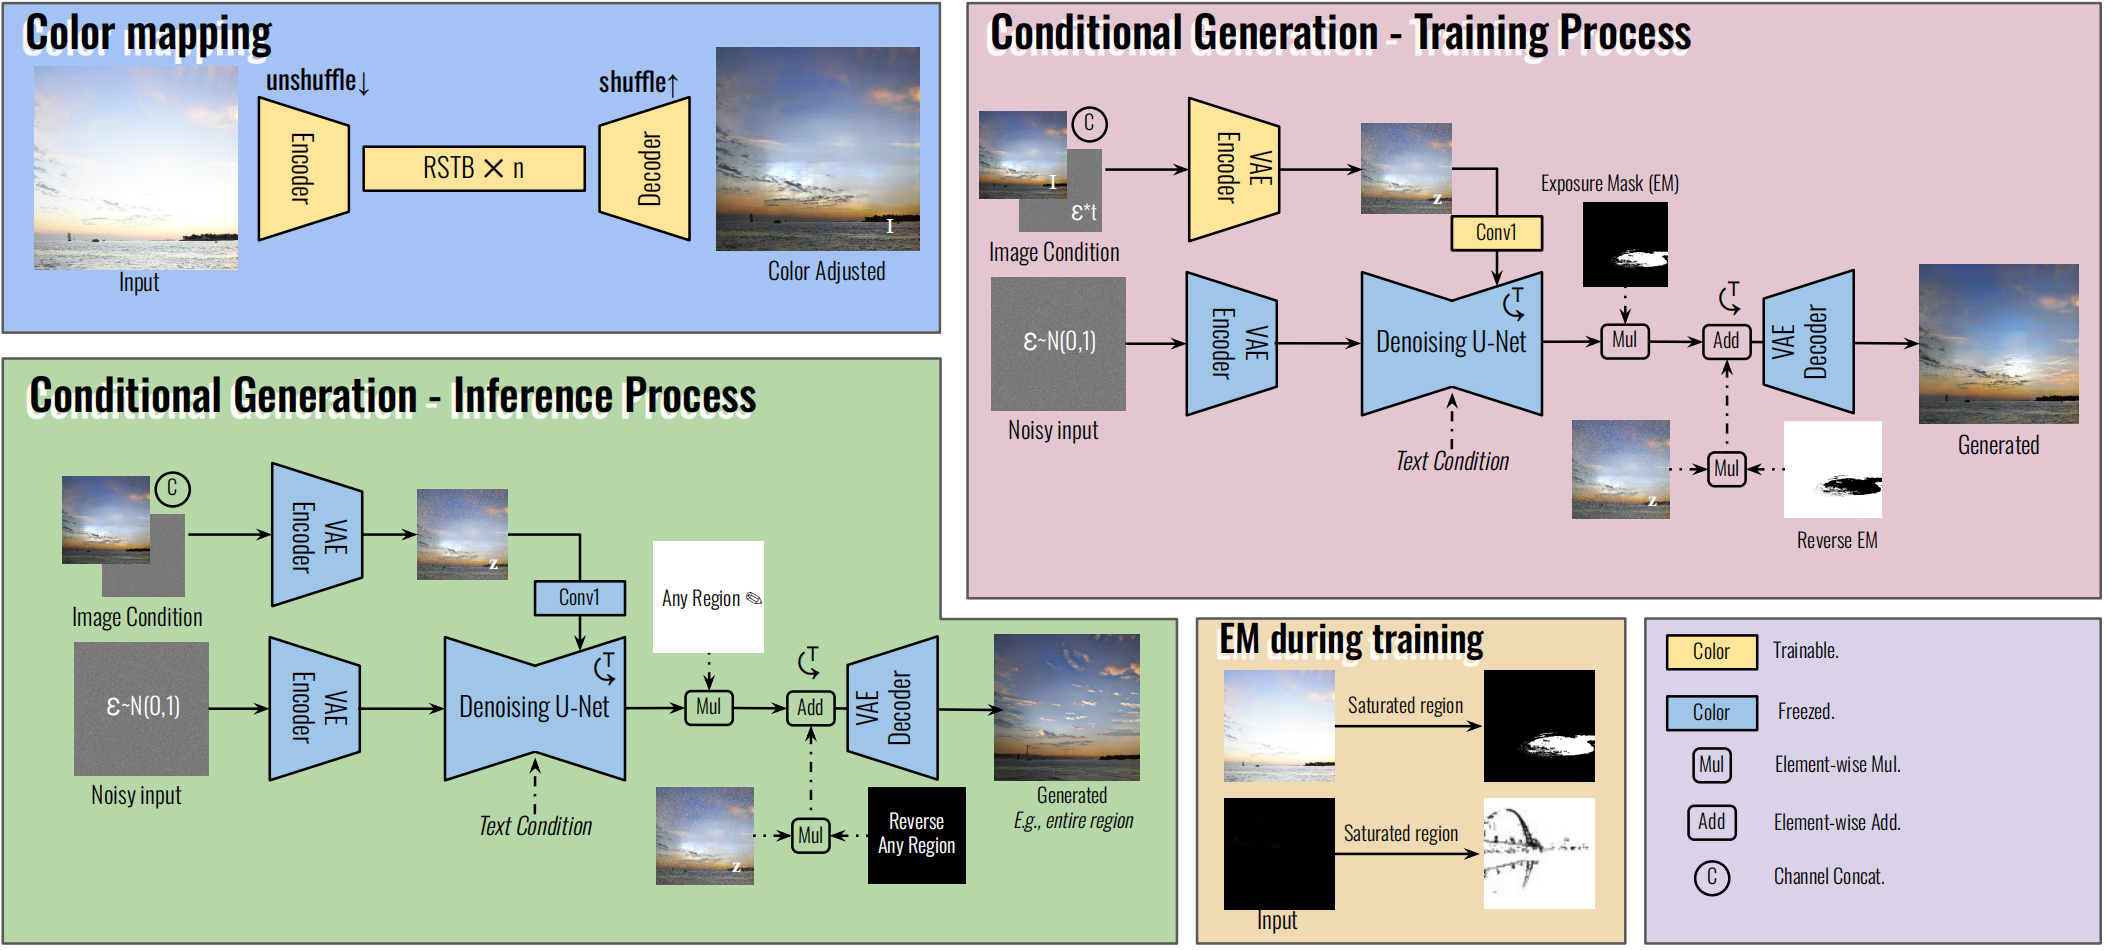 Color mapping
unshuffle↓
shuffle↑
Encoder
RSTB × n
Decoder
I
Input
Color Adjusted
Conditional Generation - Training Process
C
I
Ɛ*t
Image Condition
VAE
Encoder
z
Conv1
Exposure Mask (EM)
Ɛ~N(0,1)
Noisy input
VAE
Encoder
T
Denoising U-Net
Text Condition
Mul
T
Add
VAE
Decoder
Generated
z
Mul
Reverse EM
Conditional Generation - Inference Process
C
Image Condition
VAE
Encoder
z
Conv1
Any Region ✎
Ɛ~N(0,1)
Noisy input
VAE
Encoder
T
Denoising U-Net
Text Condition
Mul
T
Add
VAE
Decoder
Generated
E.g., entire region
z
Mul
Reverse
Any Region
EM during training
Saturated region
Saturated region
Input
Color Trainable.
Color Freezed.
Mul Element-wise Mul.
Add Element-wise Add.
C Channel Concat.